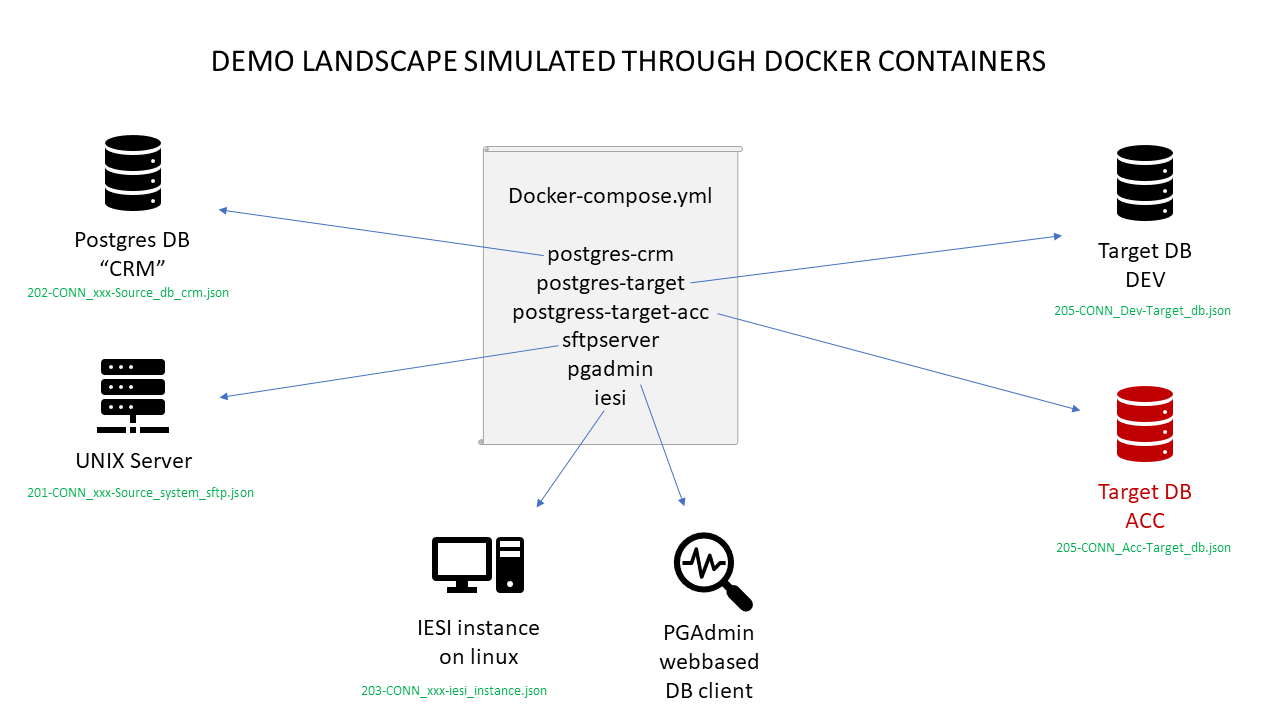 DEMO LANDSCAPE SIMULATED THROUGH DOCKER CONTAINERS
Postgres DB
“CRM”
202-CONN_xxx-Source_db_crm.json
UNIX Server
201-CONN_xxx-Source_system_sftp.json
Docker-compose.yml
postgres-crm
postgres-target
postgress-target-acc
sftpserver
pgadmin
iesi
Target DB
DEV
205-CONN_Dev-Target_db.json
Target DB
ACC
205-CONN_Acc-Target_db.json
IESI instance
on linux
203-CONN_xxx-iesi_instance.json
PGAdmin
webbased
DB client